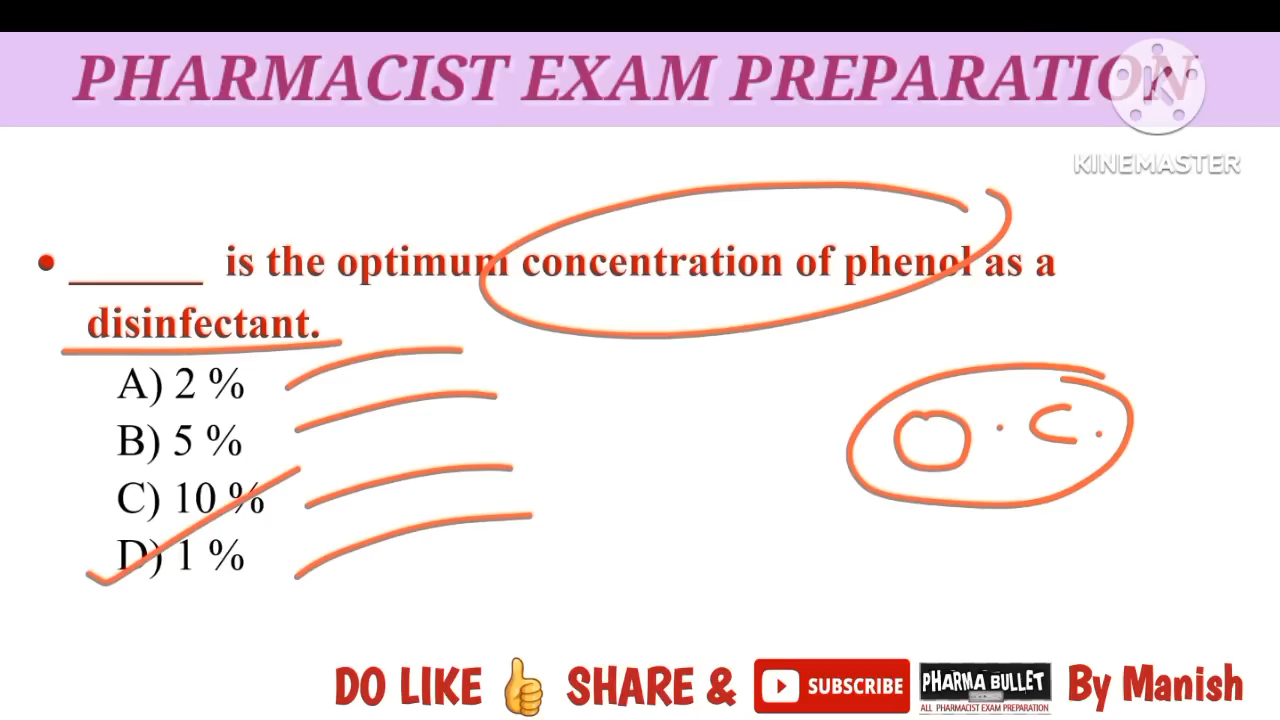 PHARMACIST EXAM PREPARATION
KINEMASTER
• ______ is the optimum concentration of phenol as a
disinfectant.
A) 2 %
B) 5 %
C) 10 %
D) 1 %
O.C.
DO LIKE 👍 SHARE & SUBSCRIBE PHARMA BULLET By Manish
ALL PHARMACIST EXAM PREPARATION